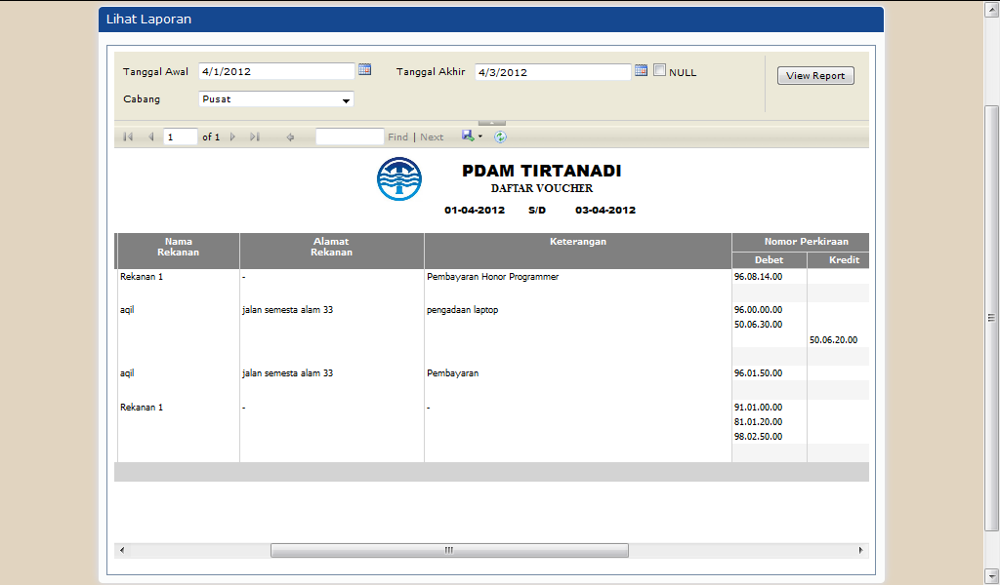 Lihat Laporan
Tanggal Awal 4/1/2012 Tanggal Akhir 4/3/2012 NULL View Report
Cabang Pusat
1 of 1 Find | Next
PDAM TIRTANADI
DAFTAR VOUCHER
01-04-2012 S/D 03-04-2012
Nama Rekanan Alamat Rekanan Keterangan Nomor Perkiraan
Debet Kredit
Rekanan 1 - Pembayaran Honor Programmer 96.08.14.00
aqil jalan semesta alam 33 pengadaan laptop 96.00.00.00
50.06.30.00
50.06.20.00
aqil jalan semesta alam 33 Pembayaran 96.01.50.00
Rekanan 1 - - 91.01.00.00
81.01.20.00
98.02.50.00